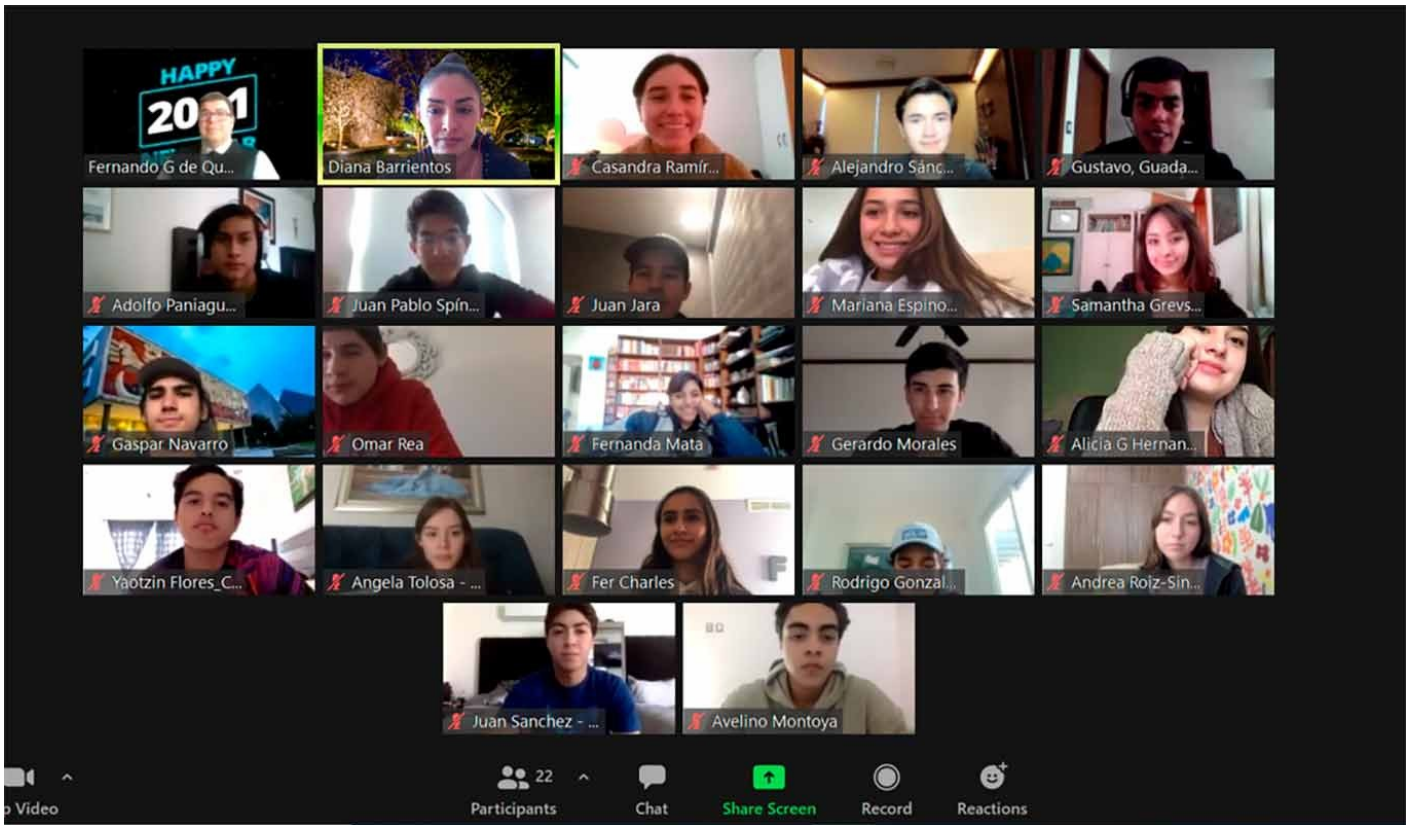 HAPPY
20 1
Fernando G de Qu...
Diana Barrientos
Casandra Ramír...
Alejandro Sánc...
Gustavo, Guada...
Adolfo Paniagu...
Juan Pablo Spín...
Juan Jara
Mariana Espino...
Samantha Grevs...
Gaspar Navarro
Omar Rea
Fernanda Mata
Gerardo Morales
Alicia G Hernan...
Yaotzin Flores_C...
Angela Tolosa - ...
Fer Charles
F
Rodrigo Gonzal...
Andrea Roiz-Sin...
Juan Sanchez - ...
Avelino Montoya
22
p Video
Participants
Chat
Share Screen
Record
Reactions